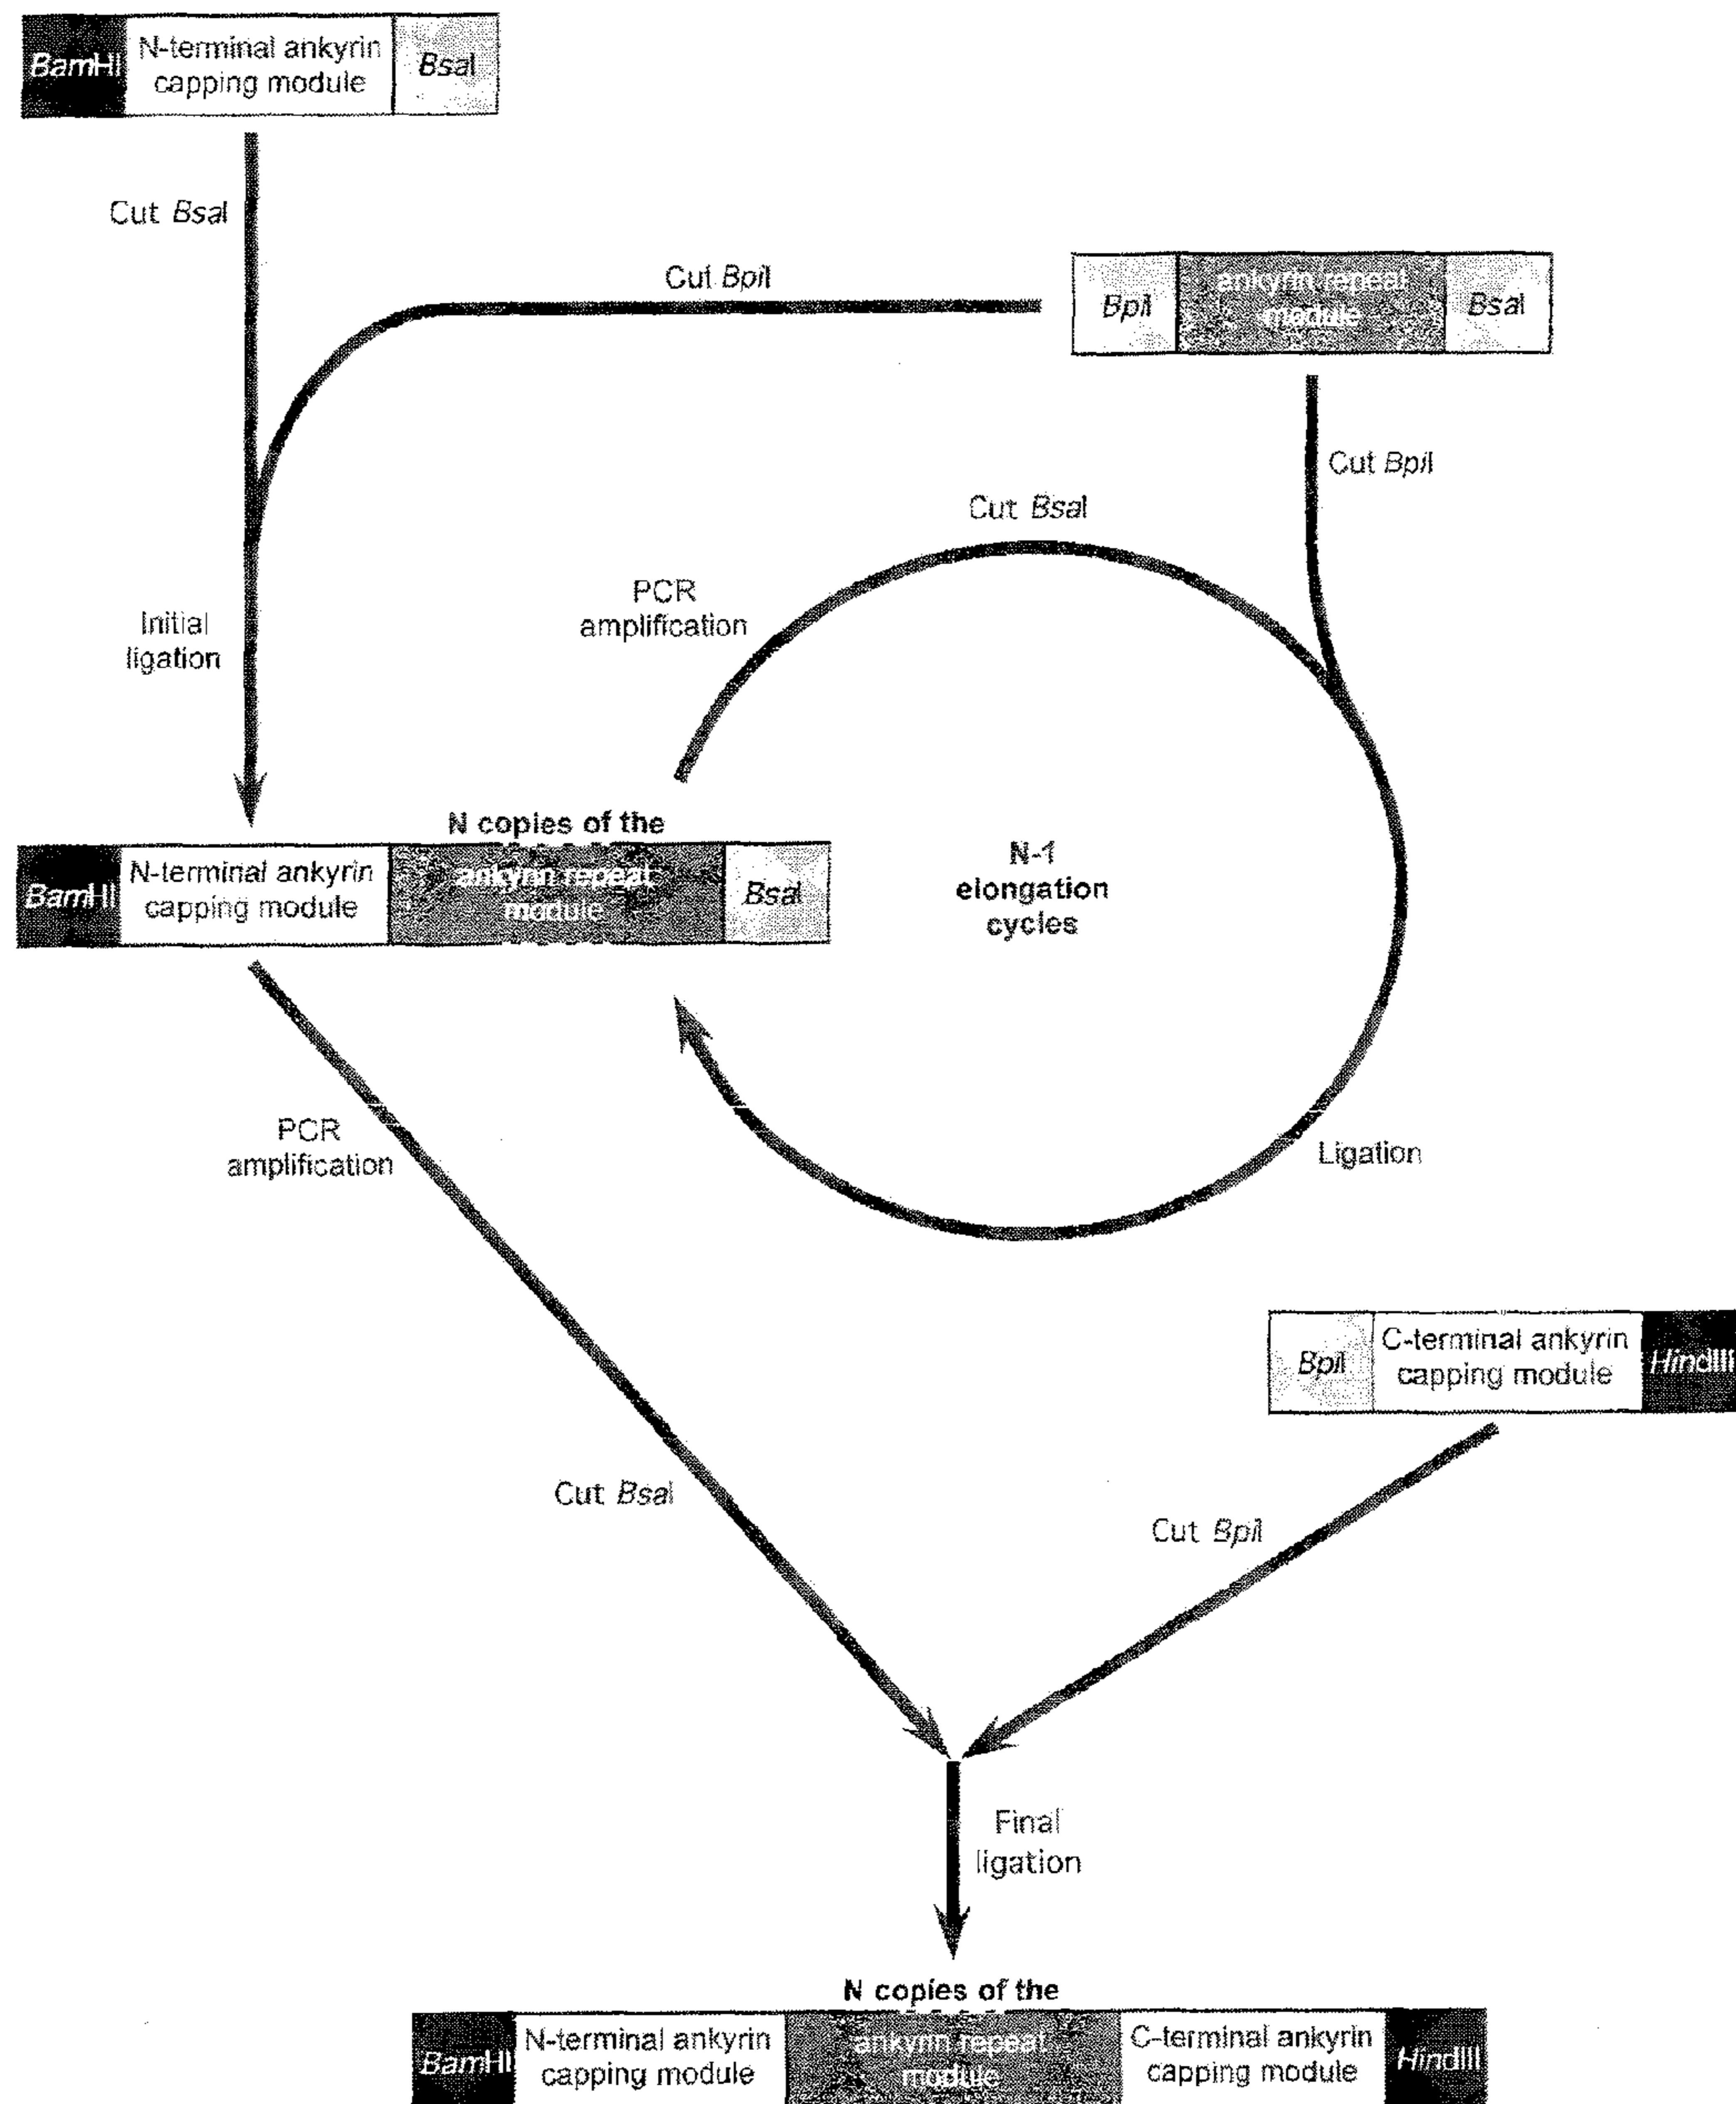 BamHI
N-terminal ankyrin
capping module
BsaI
Cut BsaI
Cut BpiI
BpiI
ankyrin repeat
module
BsaI
Cut BpiI
Cut BsaI
PCR
amplification
Initial
ligation
N copies of the
BamHI
N-terminal ankyrin
capping module
ankyrin repeat
module
BsaI
N-1
elongation
cycles
PCR
amplification
Ligation
BpiI
C-terminal ankyrin
capping module
HindIII
Cut BsaI
Cut BpiI
Final
ligation
N copies of the
BamHI
N-terminal ankyrin
capping module
ankyrin repeat
module
C-terminal ankyrin
capping module
HindIII